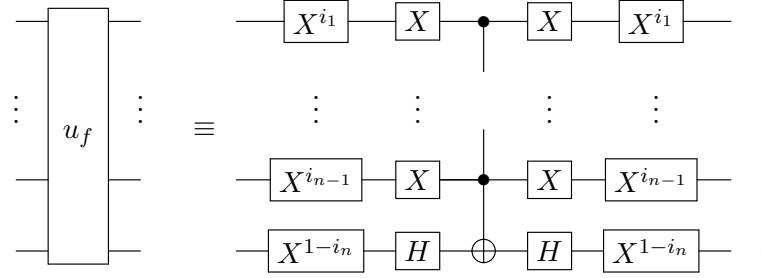 X^{i_1} X X X^{i_1}
⋮ ⋮ ⋮ ⋮ ⋮ ⋮
u_f ≡
X^{i_{n-1}} X X X^{i_{n-1}}
X^{1-i_n} H H X^{1-i_n}